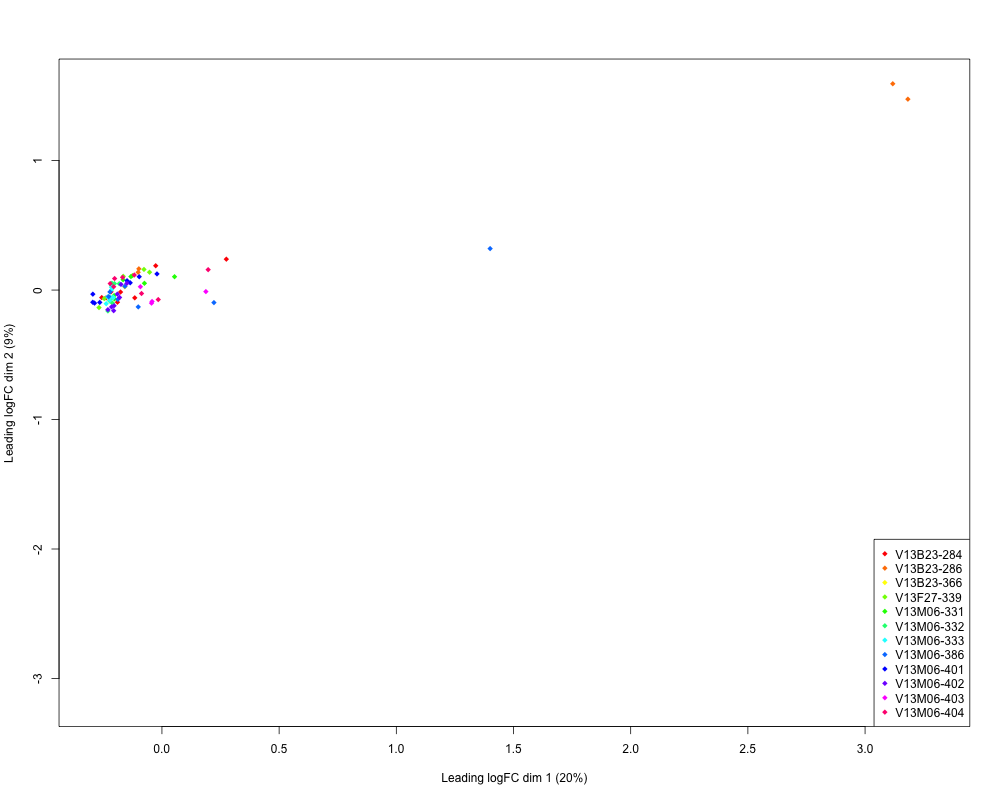 1
0
-1
-2
-3
Leading logFC dim 2 (9%)
0.0 0.5 1.0 1.5 2.0 2.5 3.0
Leading logFC dim 1 (20%)
V13B23-284
V13B23-286
V13B23-366
V13F27-339
V13M06-331
V13M06-332
V13M06-333
V13M06-386
V13M06-401
V13M06-402
V13M06-403
V13M06-404